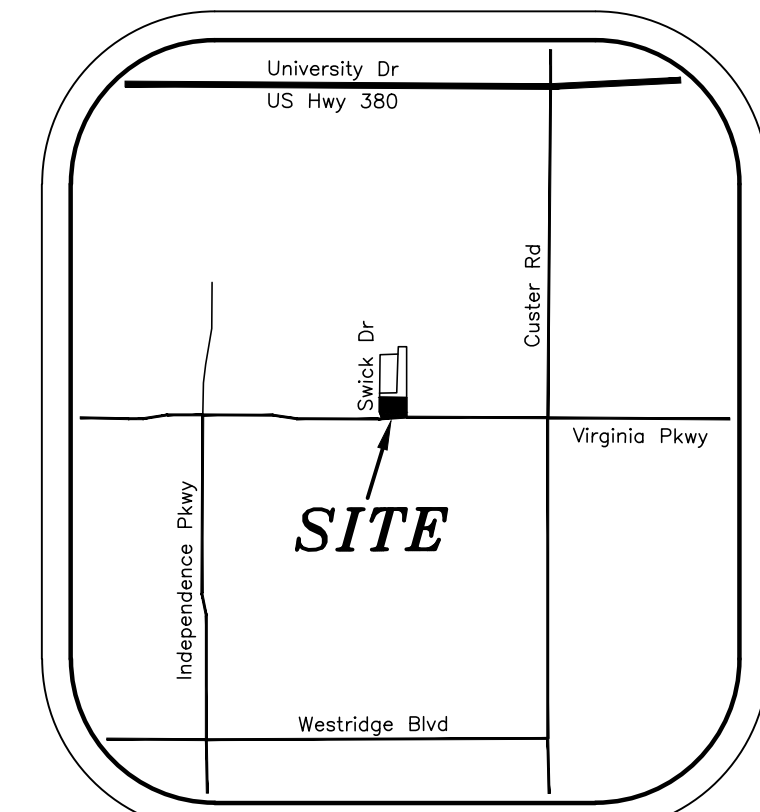 University Dr
US Hwy 380
Custer Rd
Swick Dr
Virginia Pkwy
Independence Pkwy
SITE
Westridge Blvd